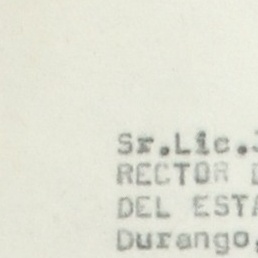 Sr.Lic.
RECTOR
DEL ESTA
Durango,